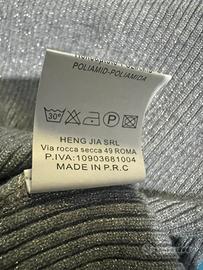 POLIAMID-POLIAMIDA
30°
P
HENG JIA SRL
Via rocca secca 49 ROMA
P.IVA:10903681004
MADE IN P.R.C